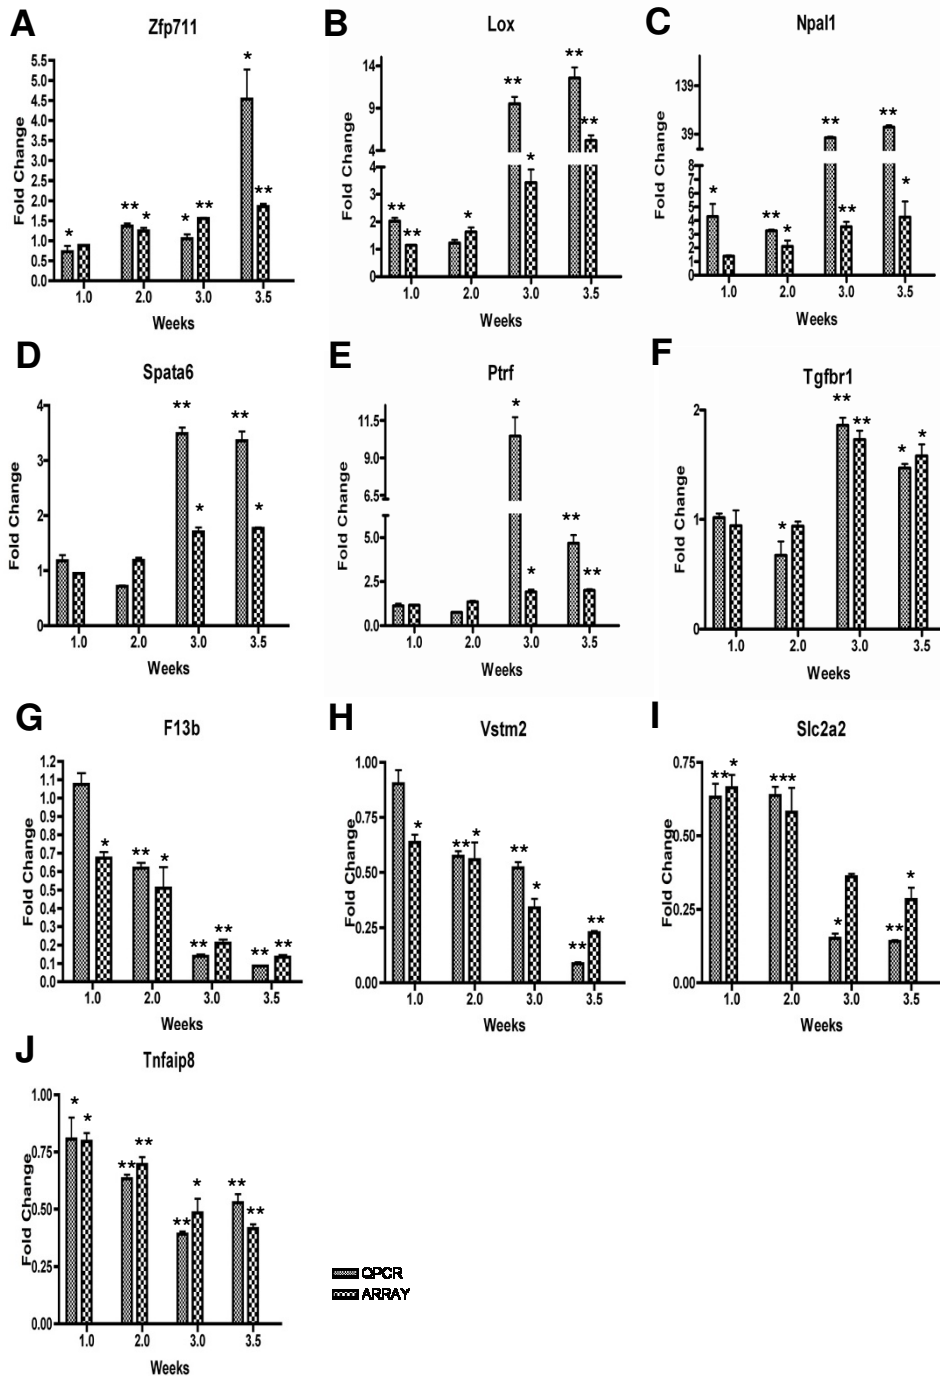 A
Zfp711
Fold Change
5.5
5.0
4.5
4.0
3.5
3.0
2.5
2.0
1.5
1.0
0.5
0.0
* ** * * ** * **
1.0 2.0 3.0 3.5
Weeks
B
Lox
Fold Change
14
9
4
4
3
2
1
0
** ** * ** * ** **
1.0 2.0 3.0 3.5
Weeks
C
Npal1
Fold Change
139
39
8
7
6
5
4
3
2
1
0
* ** * ** ** ** *
1.0 2.0 3.0 3.5
Weeks
D
Spata6
Fold Change
4
3
2
1
0
** * ** *
1.0 2.0 3.0 3.5
Weeks
E
Ptrf
Fold Change
11.5
9.0
6.5
5.0
2.5
0.0
* * ** **
1.0 2.0 3.0 3.5
Weeks
F
Tgfbr1
Fold Change
2
1
0
* ** ** * *
1.0 2.0 3.0 3.5
Weeks
G
F13b
Fold Change
1.2
1.1
1.0
0.9
0.8
0.7
0.6
0.5
0.4
0.3
0.2
0.1
0.0
* ** * ** ** ** **
1.0 2.0 3.0 3.5
Weeks
H
Vstm2
Fold Change
1.00
0.75
0.50
0.25
0.00
* ** * ** * ** **
1.0 2.0 3.0 3.5
Weeks
I
Slc2a2
Fold Change
0.75
0.50
0.25
0.00
** * *** * ** *
1.0 2.0 3.0 3.5
Weeks
J
Tnfaip8
Fold Change
1.00
0.75
0.50
0.25
0.00
* * ** ** ** * ** **
1.0 2.0 3.0 3.5
Weeks
QPCR
ARRAY